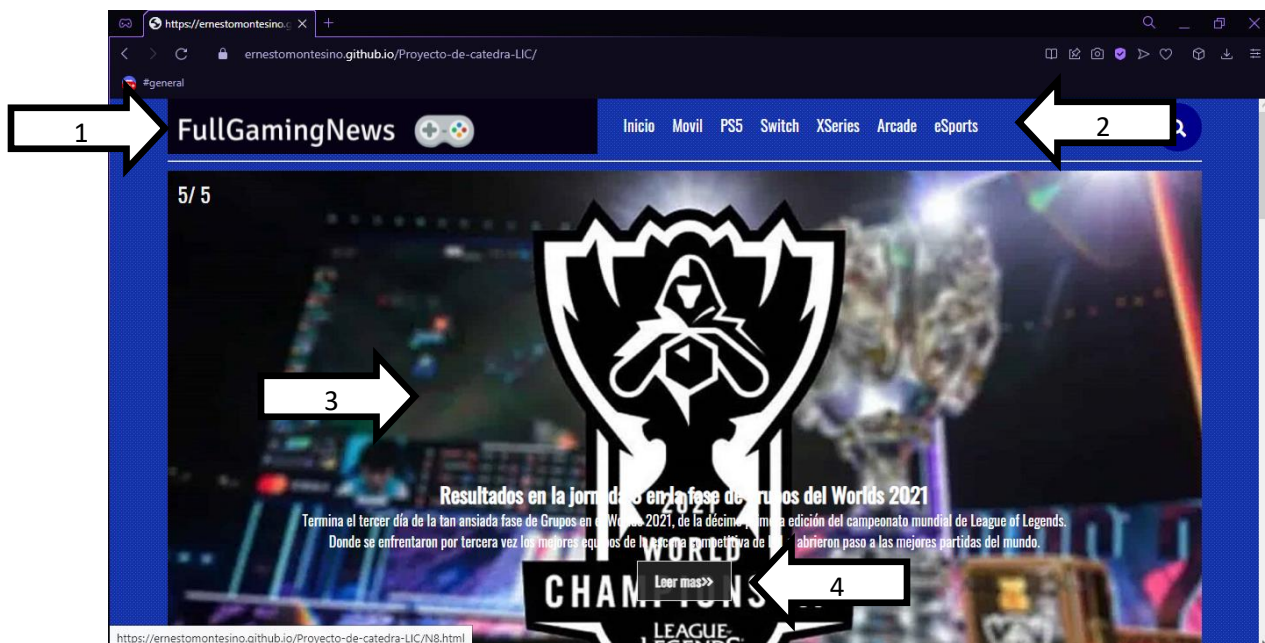 https://ernestomontesino.g
ernestomontesino.github.io/Proyecto-de-catedra-LIC/
#general
1
FullGamingNews
Inicio Movil PS5 Switch XSeries Arcade eSports
2
5/ 5
3
Resultados en la jornada 3 en la fase de grupos del Worlds 2021
Termina el tercer día de la tan ansiada fase de Grupos en el Worlds 2021, de la décimo primera edición del campeonato mundial de League of Legends.
Donde se enfrentaron por tercera vez los mejores equipos de la escena competitiva de abrieron paso a las mejores partidas del mundo.
2021
WORLD
CHAMPIONS
Leer mas>>
4
LEAGUE
LEGENDS
https://ernestomontesino.github.io/Proyecto-de-catedra-LIC/N8.html